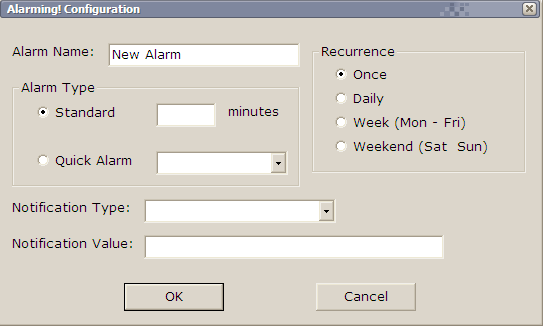 Alarming! Configuration
Alarm Name: New Alarm
Alarm Type
Standard minutes
Quick Alarm
Recurrence
Once
Daily
Week (Mon - Fri)
Weekend (Sat Sun)
Notification Type:
Notification Value:
OK Cancel